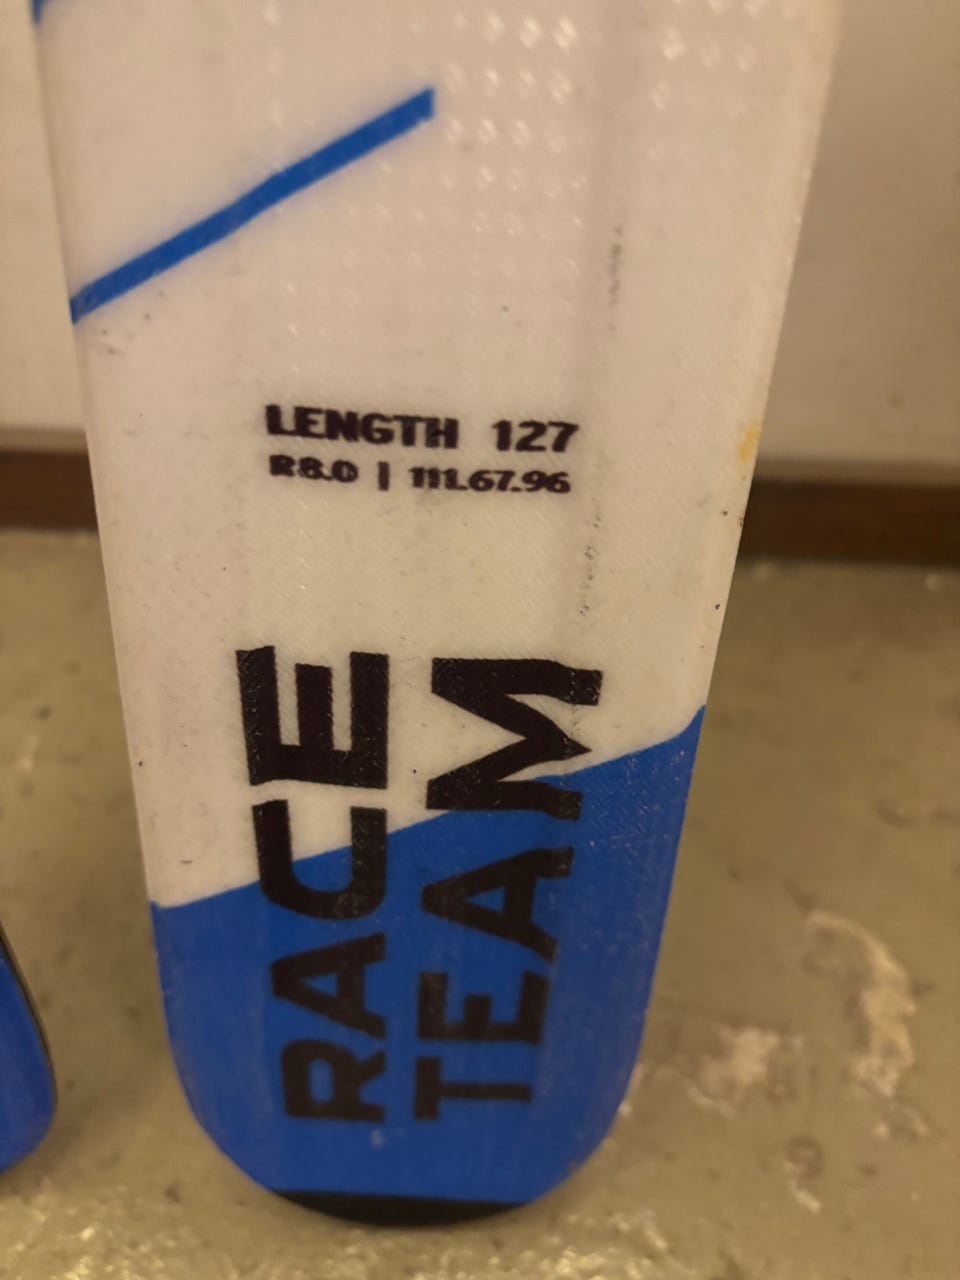 LENGTH 127
R8.0 | 111.67.96
RACE
TEAM